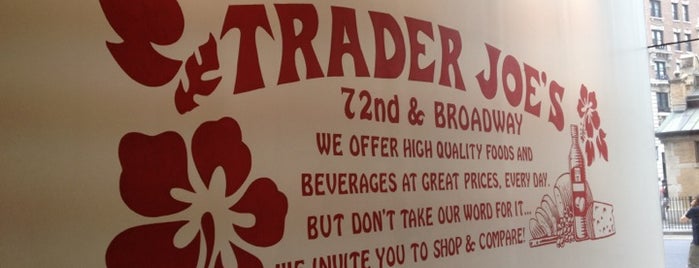 TRADER JOE'S
72nd & BROADWAY
WE OFFER HIGH QUALITY FOODS AND
BEVERAGES AT GREAT PRICES, EVERY DAY.
BUT DON'T TAKE OUR WORD FOR IT...
WE INVITE YOU TO SHOP & COMPARE!